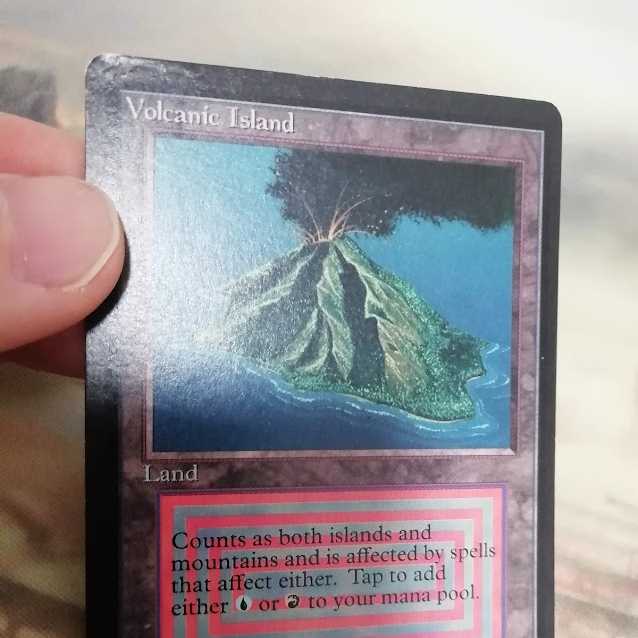 Volcanic Island
Land
Counts as both islands and
mountains and is affected by spells
that affect either. Tap to add
either or to your mana pool.